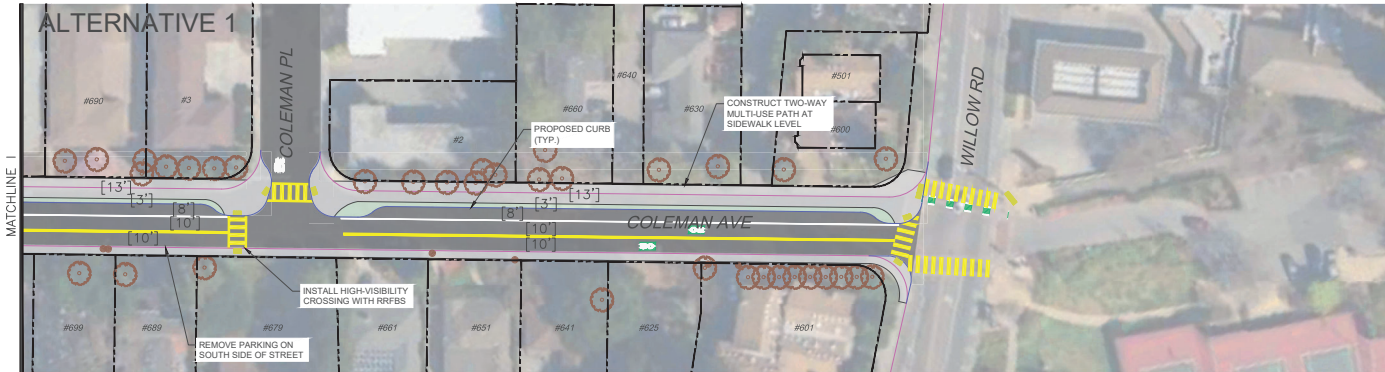 ALTERNATIVE 1
MATCHLINE I
COLEMAN PL
WILLOW RD
COLEMAN AVE
#690
#3
#2
#660
#640
#630
#501
#600
PROPOSED CURB
(TYP.)
CONSTRUCT TWO-WAY
MULTI-USE PATH AT
SIDEWALK LEVEL
[13']
[3']
[8']
[10']
[10']
[13']
[3']
[8']
[10']
[10']
INSTALL HIGH-VISIBILITY
CROSSING WITH RRFBS
REMOVE PARKING ON
SOUTH SIDE OF STREET
#699
#689
#679
#661
#651
#641
#625
#601